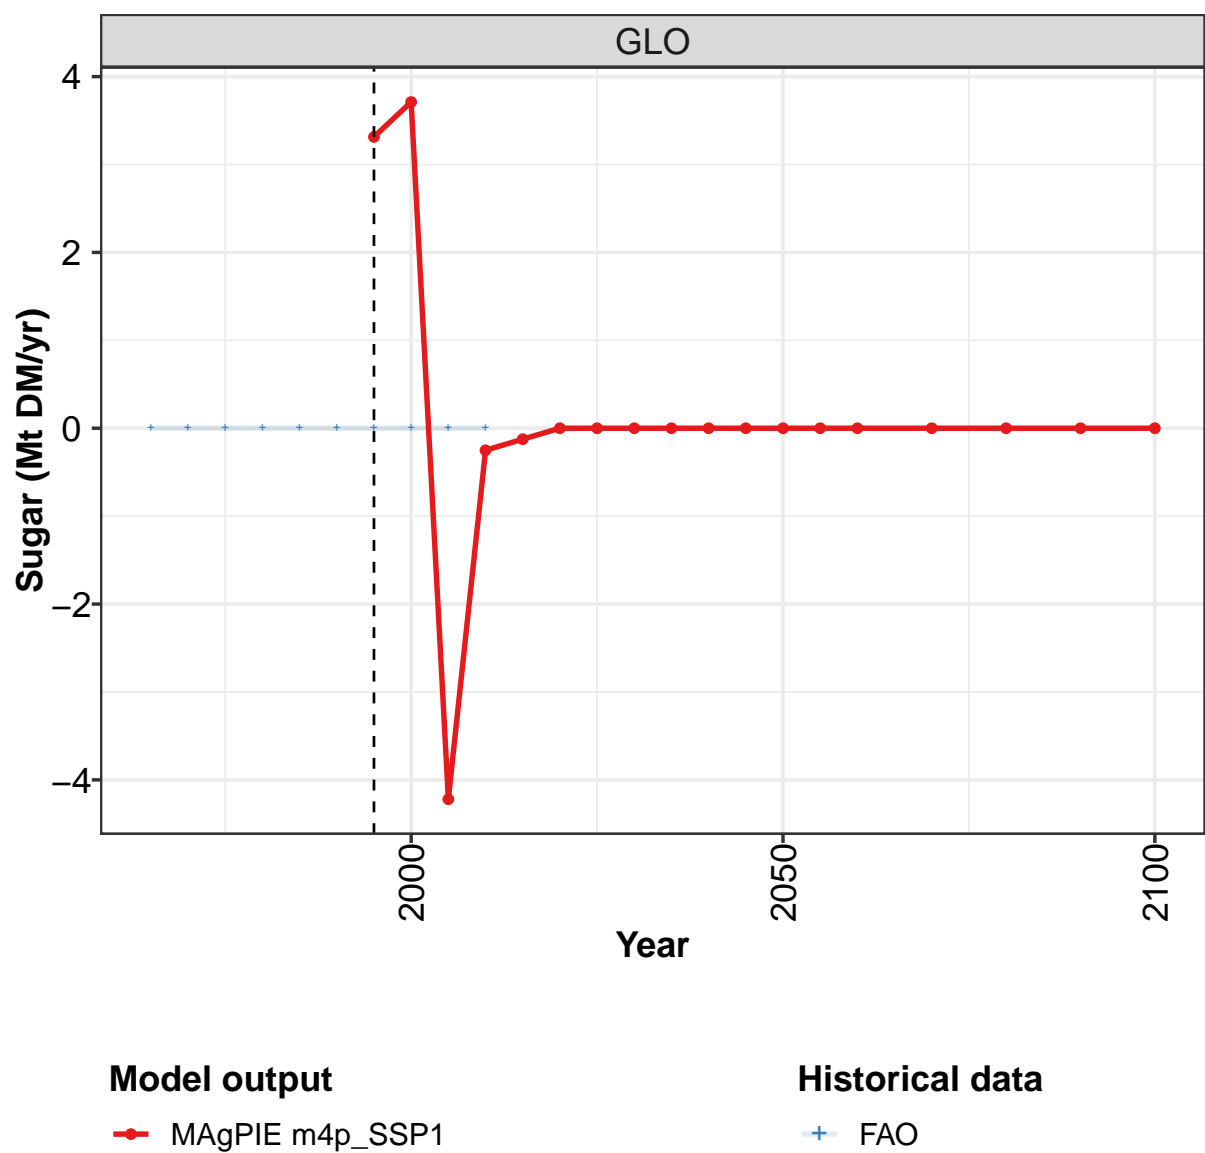 GLO
4
2
0
−2
−4
Sugar (Mt DM/yr)
2000
2050
2100
Year
Model output
MAgPIE m4p_SSP1
Historical data
FAO